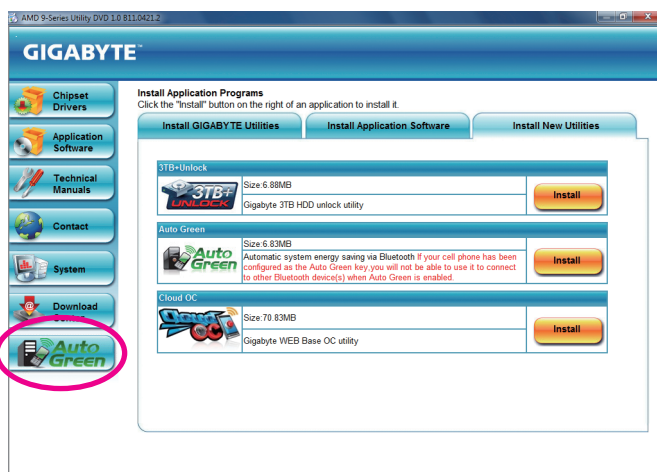 AMD 9-Series Utility DVD 1.0 B11.0421.2
GIGABYTE™
Chipset
Drivers
Application
Software
Technical
Manuals
Contact
System
Download
Center
Auto
Green
Install Application Programs
Click the "Install" button on the right of an application to install it.
Install GIGABYTE Utilities
Install Application Software
Install New Utilities
3TB+Unlock
3TB+
UNLOCK
Size:6.88MB
Gigabyte 3TB HDD unlock utility
Install
Auto Green
Auto
Green
Size:6.83MB
Automatic system energy saving via Bluetooth If your cell phone has been
configured as the Auto Green key,you will not be able to use it to connect
to other Bluetooth device(s) when Auto Green is enabled.
Install
Cloud OC
Cloud
OC
Size:70.83MB
Gigabyte WEB Base OC utility
Install